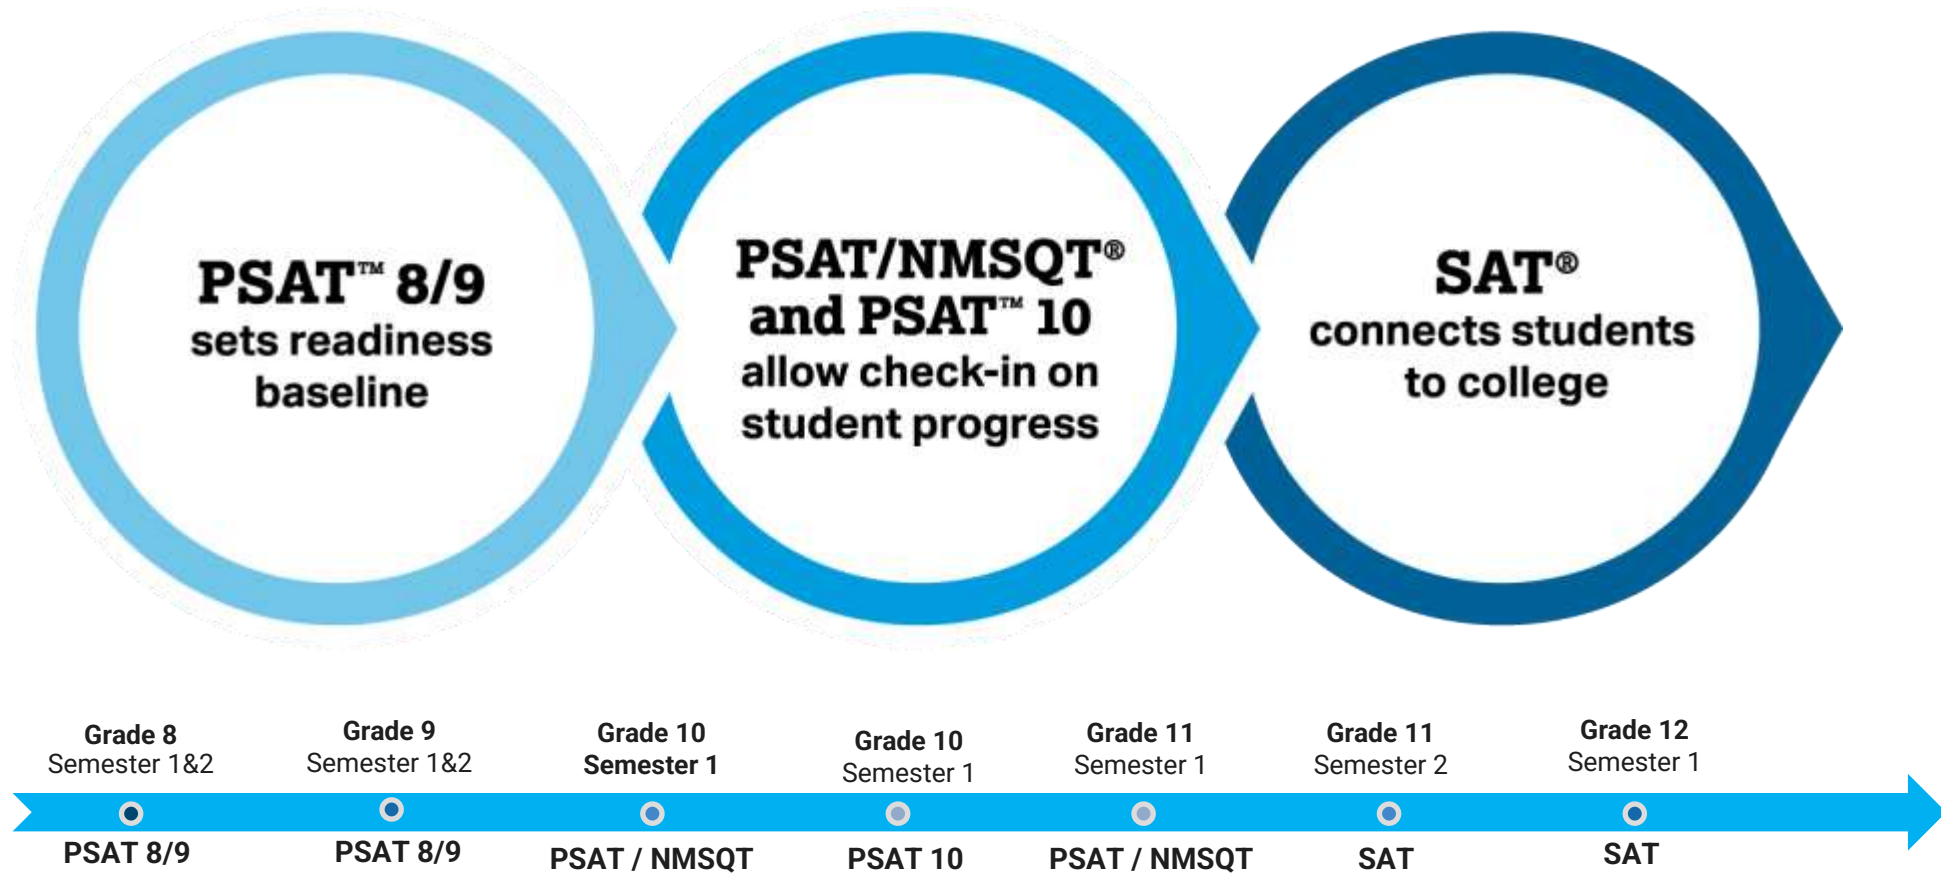 PSAT™ 8/9
sets readiness
baseline
PSAT/NMSQT®
and PSAT™ 10
allow check-in on
student progress
SAT®
connects students
to college
Grade 8
Semester 1&2
PSAT 8/9
Grade 9
Semester 1&2
PSAT 8/9
Grade 10
Semester 1
PSAT / NMSQT
Grade 10
Semester 1
PSAT 10
Grade 11
Semester 1
PSAT / NMSQT
Grade 11
Semester 2
SAT
Grade 12
Semester 1
SAT